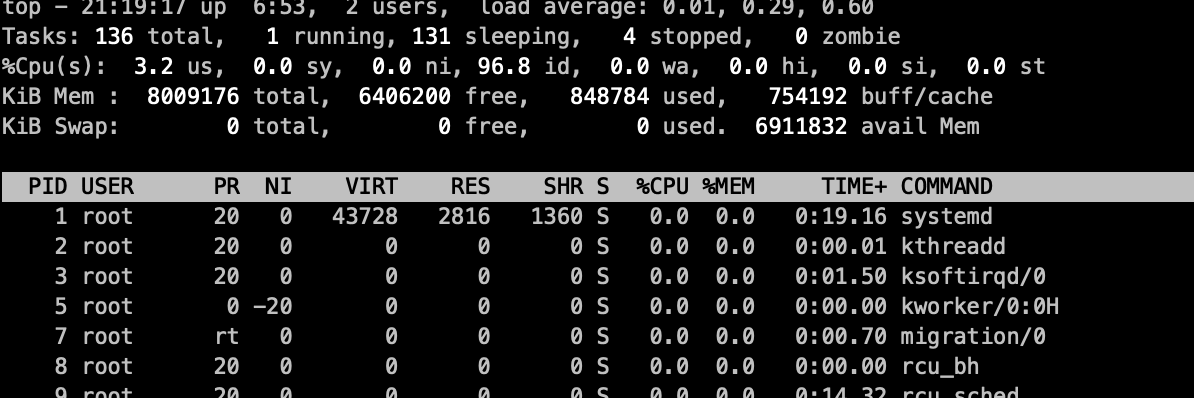 top - 21:19:17 up  6:53,  2 users,  load average: 0.01, 0.29, 0.60
Tasks: 136 total,   1 running, 131 sleeping,   4 stopped,   0 zombie
%Cpu(s):  3.2 us,  0.0 sy,  0.0 ni, 96.8 id,  0.0 wa,  0.0 hi,  0.0 si,  0.0 st
KiB Mem :  8009176 total,  6406200 free,   848784 used,   754192 buff/cache
KiB Swap:        0 total,        0 free,        0 used.  6911832 avail Mem
  PID USER      PR  NI    VIRT    RES    SHR S  %CPU %MEM     TIME+ COMMAND
    1 root      20   0   43728   2816   1360 S   0.0  0.0   0:19.16 systemd
    2 root      20   0       0      0      0 S   0.0  0.0   0:00.01 kthreadd
    3 root      20   0       0      0      0 S   0.0  0.0   0:01.50 ksoftirqd/0
    5 root       0 -20       0      0      0 S   0.0  0.0   0:00.00 kworker/0:0H
    7 root      rt   0       0      0      0 S   0.0  0.0   0:00.70 migration/0
    8 root      20   0       0      0      0 S   0.0  0.0   0:00.00 rcu_bh
    9 root      20   0       0      0      0 S   0.0  0.0   0:14.32 rcu_sched